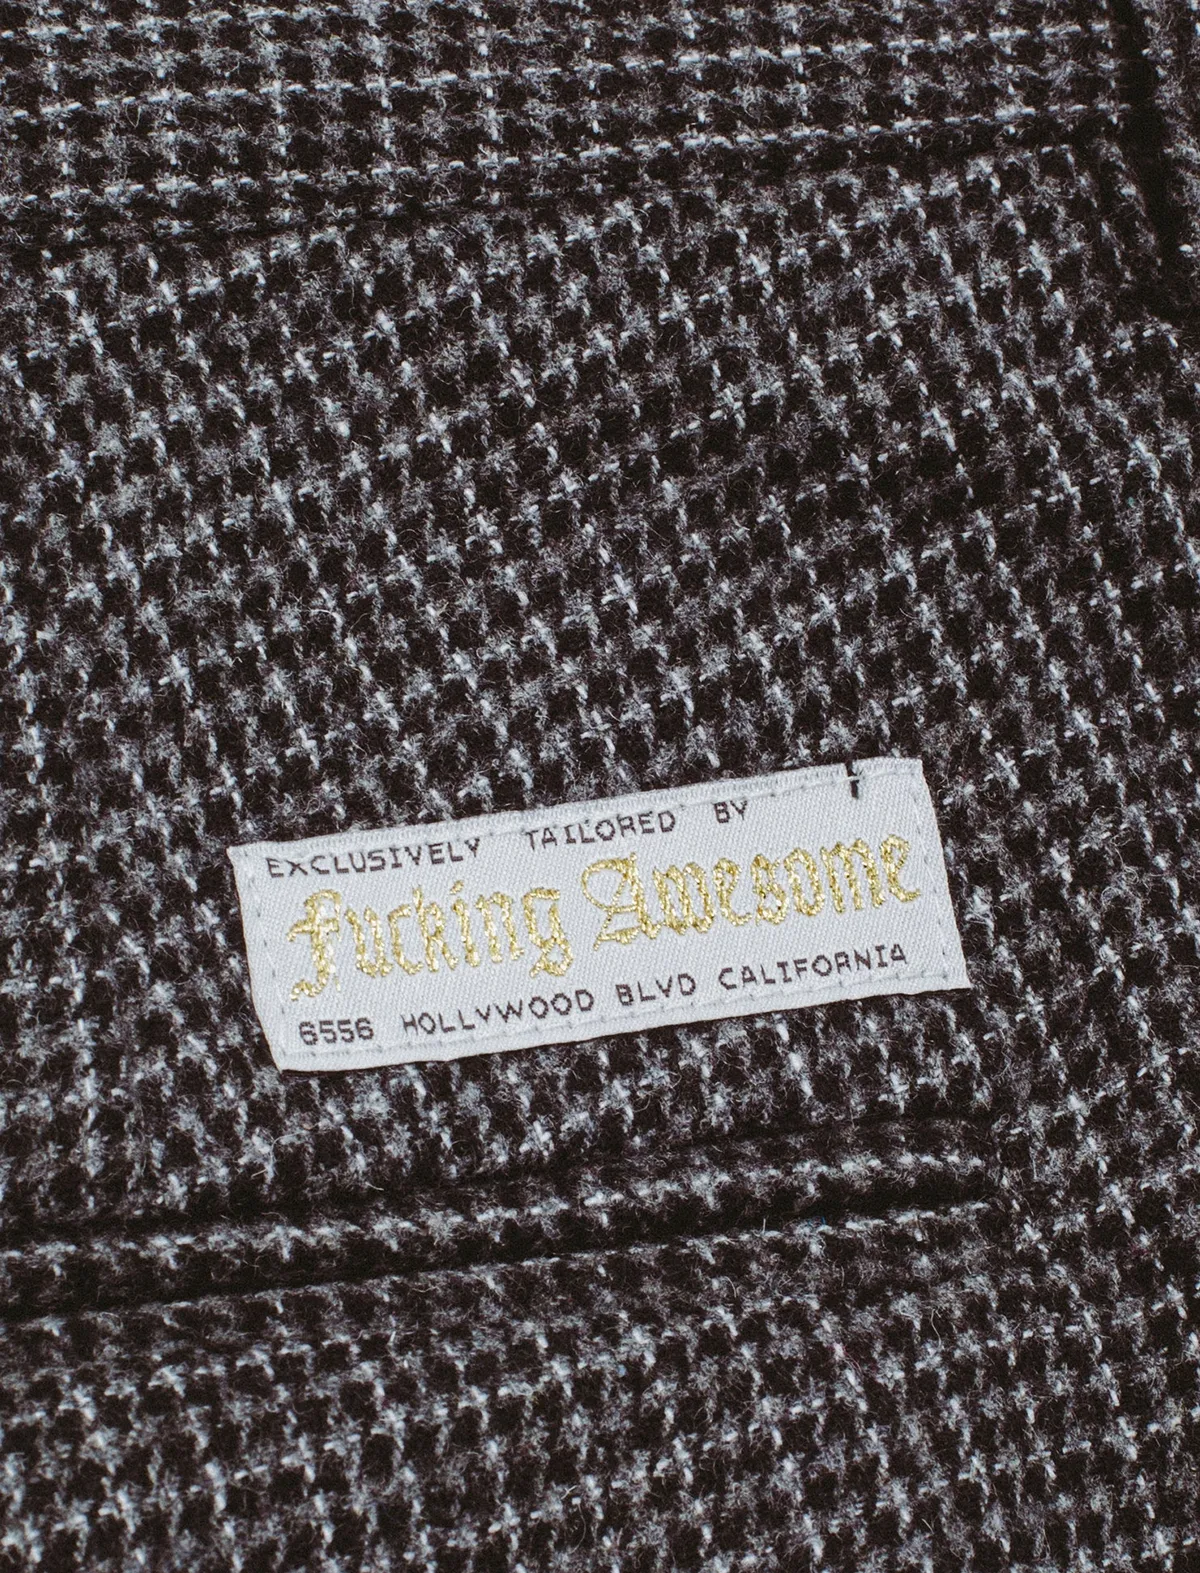 EXCLUSIVELY TAILORED BY
Fucking Awesome
6556 HOLLYWOOD BLVD CALIFORNIA